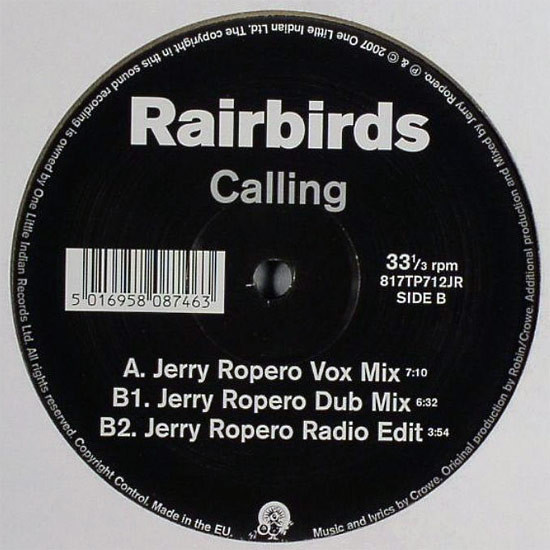 Rairbirds
Calling
33⅓ rpm
817TP712JR
SIDE B
5 016958 087463
A. Jerry Ropero Vox Mix 7:10
B1. Jerry Ropero Dub Mix 6:32
B2. Jerry Ropero Radio Edit 3:54
Music and lyrics by Crowe. Original production by Robin/Crowe. Additional production and Mixed by Jerry Ropero. ℗ & © 2007 One Little Indian Ltd. The copyright in this sound recording is owned by One Little Indian Records Ltd. All rights reserved. Copyright Control. Made in the EU.